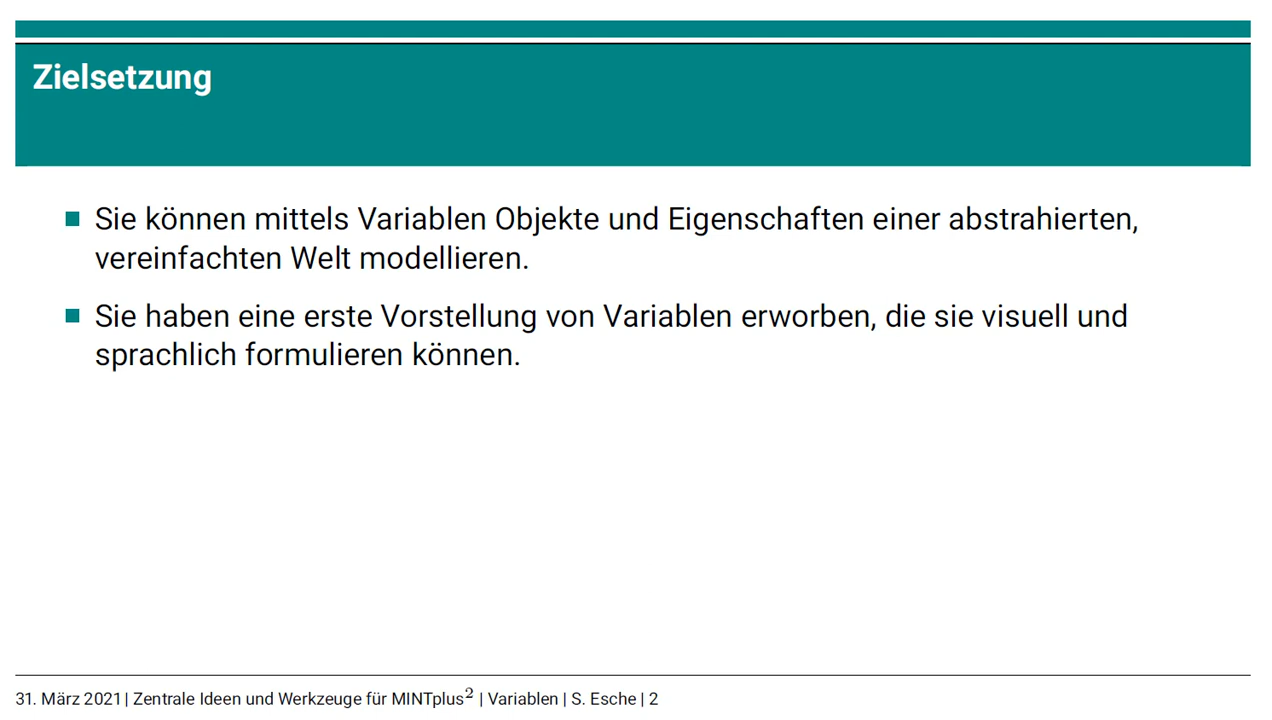 Zielsetzung
Sie können mittels Variablen Objekte und Eigenschaften einer abstrahierten,
vereinfachten Welt modellieren.
Sie haben eine erste Vorstellung von Variablen erworben, die sie visuell und
sprachlich formulieren können.
31. März 2021 | Zentrale Ideen und Werkzeuge für MINTplus² | Variablen | S. Esche | 2